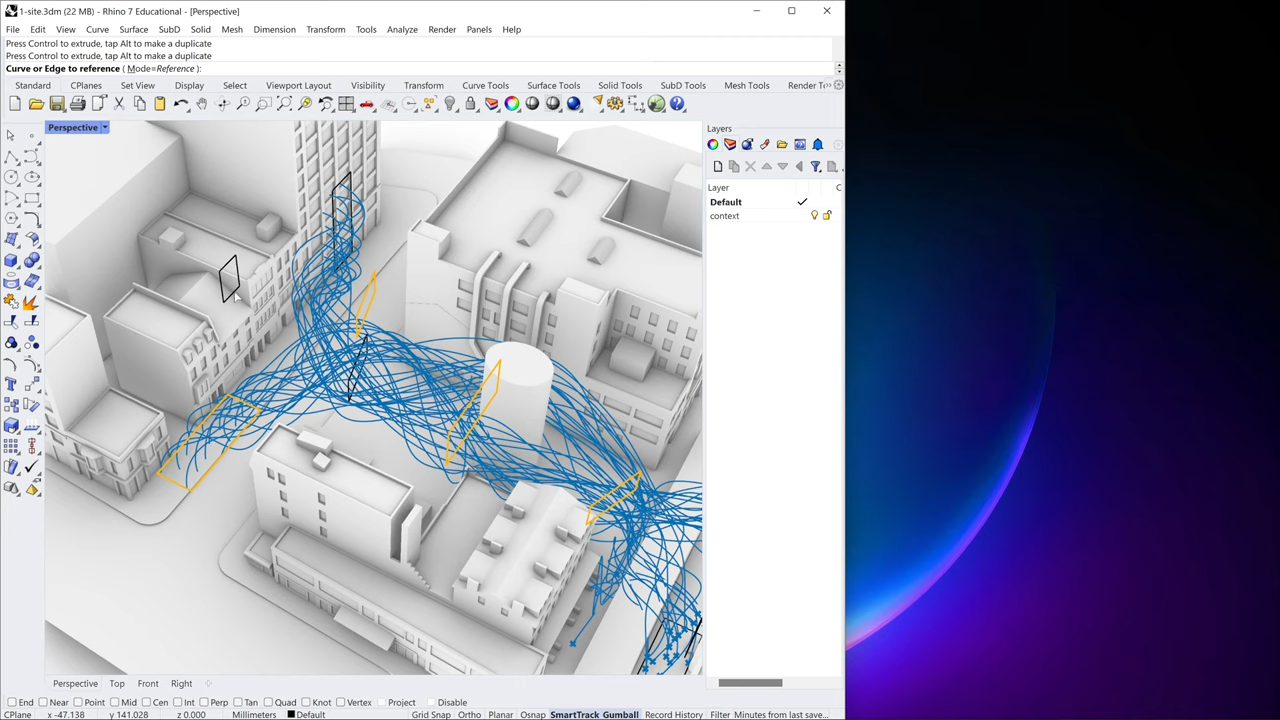 1-site.3dm (22 MB) - Rhino 7 Educational - [Perspective]
File Edit View Curve Surface Solid SubD Mesh Dimension Transform Tools Analyze Render Panels Help
Press Control to extrude, tap Alt to make a duplicate
Press Control to extrude, tap Alt to make a duplicate
Curve or Edge to reference ( Mode=Reference ):
Standard CPlanes Set View Display Select Viewport Layout Visibility Transform Curve Tools Surface Tools Solid Tools SubD Tools Mesh Tools Render To
Perspective
Layers
Layer C
Default
context
Perspective Top Front Right
End Near Point Mid Cen Int Perp Tan Quad Knot Vertex Project Disable
CPlane x -47.138 y 141.028 z 0.000 Millimeters Default Grid Snap Ortho Planar Osnap SmartTrack Gumball Record History Filter Minutes from last save...